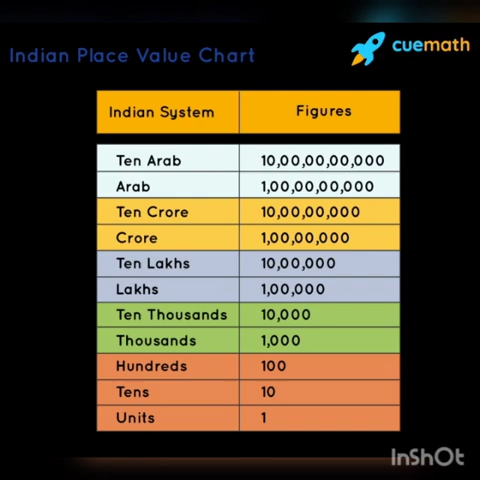 cuemath
Indian Place Value Chart
Indian System Figures
Ten Arab 10,00,00,00,000
Arab 1,00,00,00,000
Ten Crore 10,00,00,000
Crore 1,00,00,000
Ten Lakhs 10,00,000
Lakhs 1,00,000
Ten Thousands 10,000
Thousands 1,000
Hundreds 100
Tens 10
Units 1
InShOt